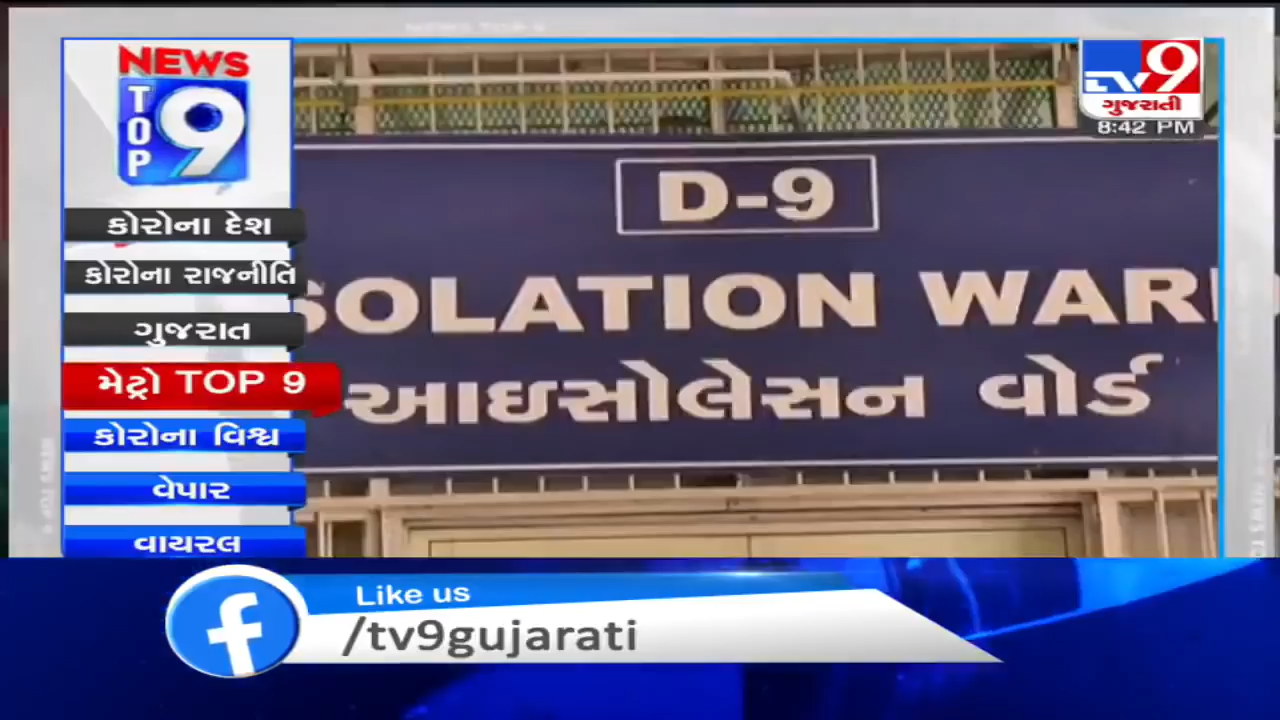 NEWS
TOP 9
કોરોના દેશ
કોરોના રાજનીતિ
ગુજરાત
મેટ્રો TOP 9
કોરોના વિશ્વ
વેપાર
વાયરલ
tv9
ગુજરાતી
8:42 PM
D-9
SOLATION WAR
આઇસોલેસન વોર્ડ
Like us
/tv9gujarati